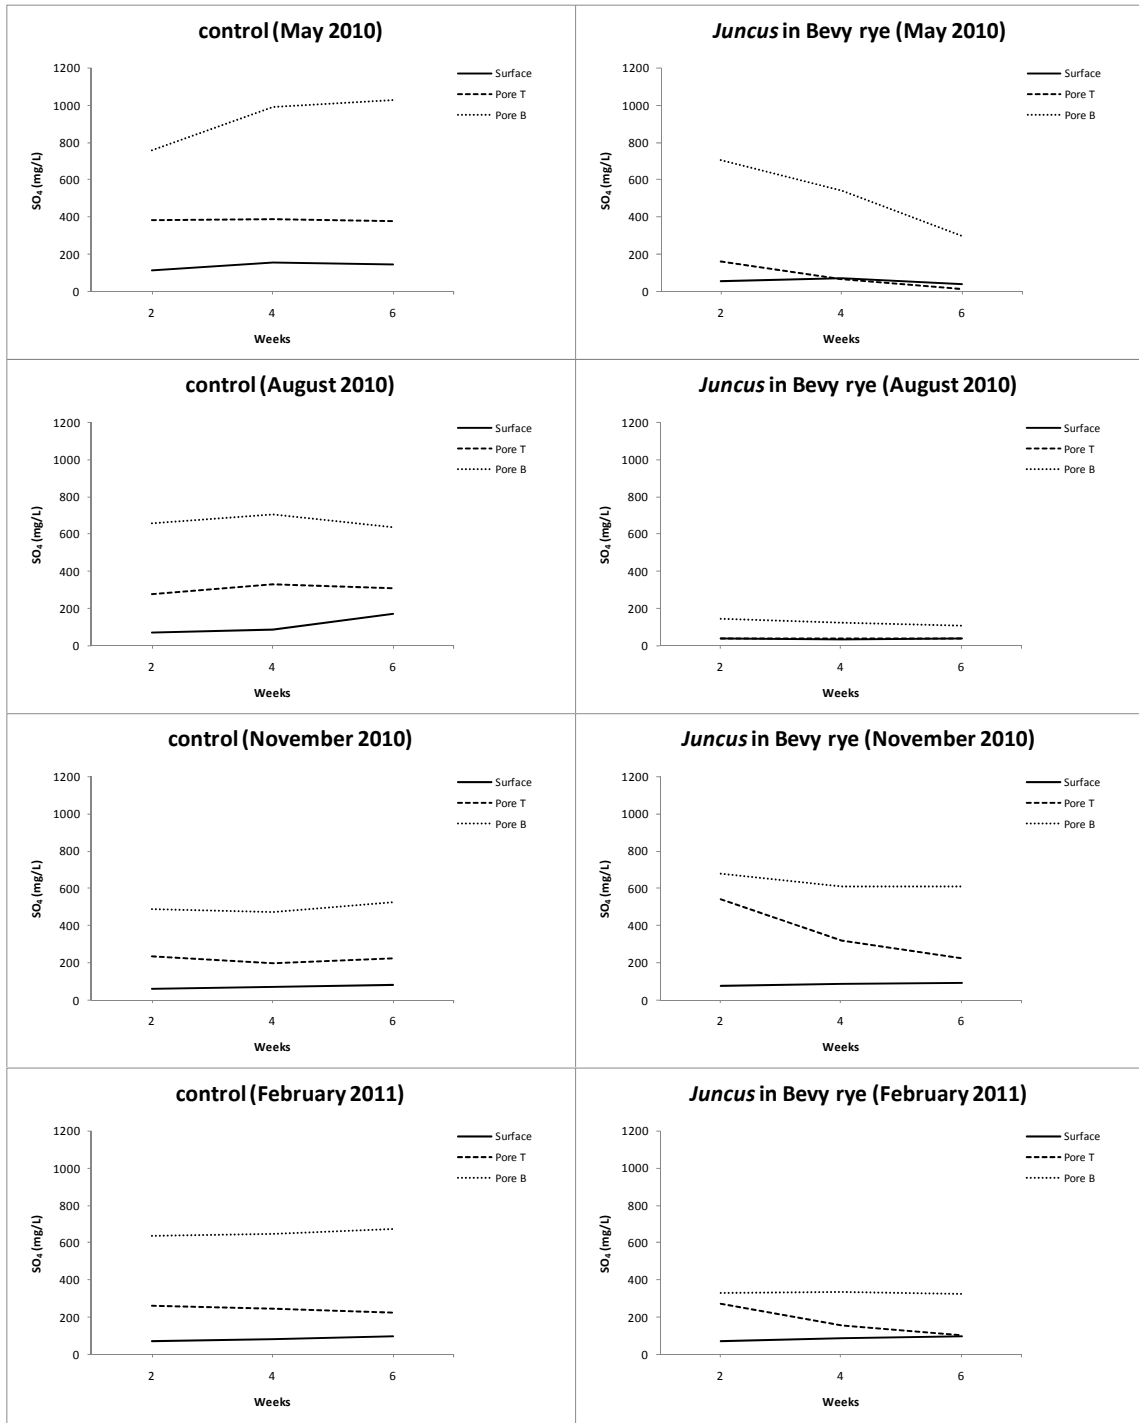 control (May 2010)
1200
1000
800
600
400
200
0
SO₄ (mg/L)
2 4 6
Weeks
Surface
Pore T
Pore B
Juncus in Bevy rye (May 2010)
1200
1000
800
600
400
200
0
SO₄ (mg/L)
2 4 6
Weeks
Surface
Pore T
Pore B
control (August 2010)
1200
1000
800
600
400
200
0
SO₄ (mg/L)
2 4 6
Weeks
Surface
Pore T
Pore B
Juncus in Bevy rye (August 2010)
1200
1000
800
600
400
200
0
SO₄ (mg/L)
2 4 6
Weeks
Surface
Pore T
Pore B
control (November 2010)
1200
1000
800
600
400
200
0
SO₄ (mg/L)
2 4 6
Weeks
Surface
Pore T
Pore B
Juncus in Bevy rye (November 2010)
1200
1000
800
600
400
200
0
SO₄ (mg/L)
2 4 6
Weeks
Surface
Pore T
Pore B
control (February 2011)
1200
1000
800
600
400
200
0
SO₄ (mg/L)
2 4 6
Weeks
Surface
Pore T
Pore B
Juncus in Bevy rye (February 2011)
1200
1000
800
600
400
200
0
SO₄ (mg/L)
2 4 6
Weeks
Surface
Pore T
Pore B